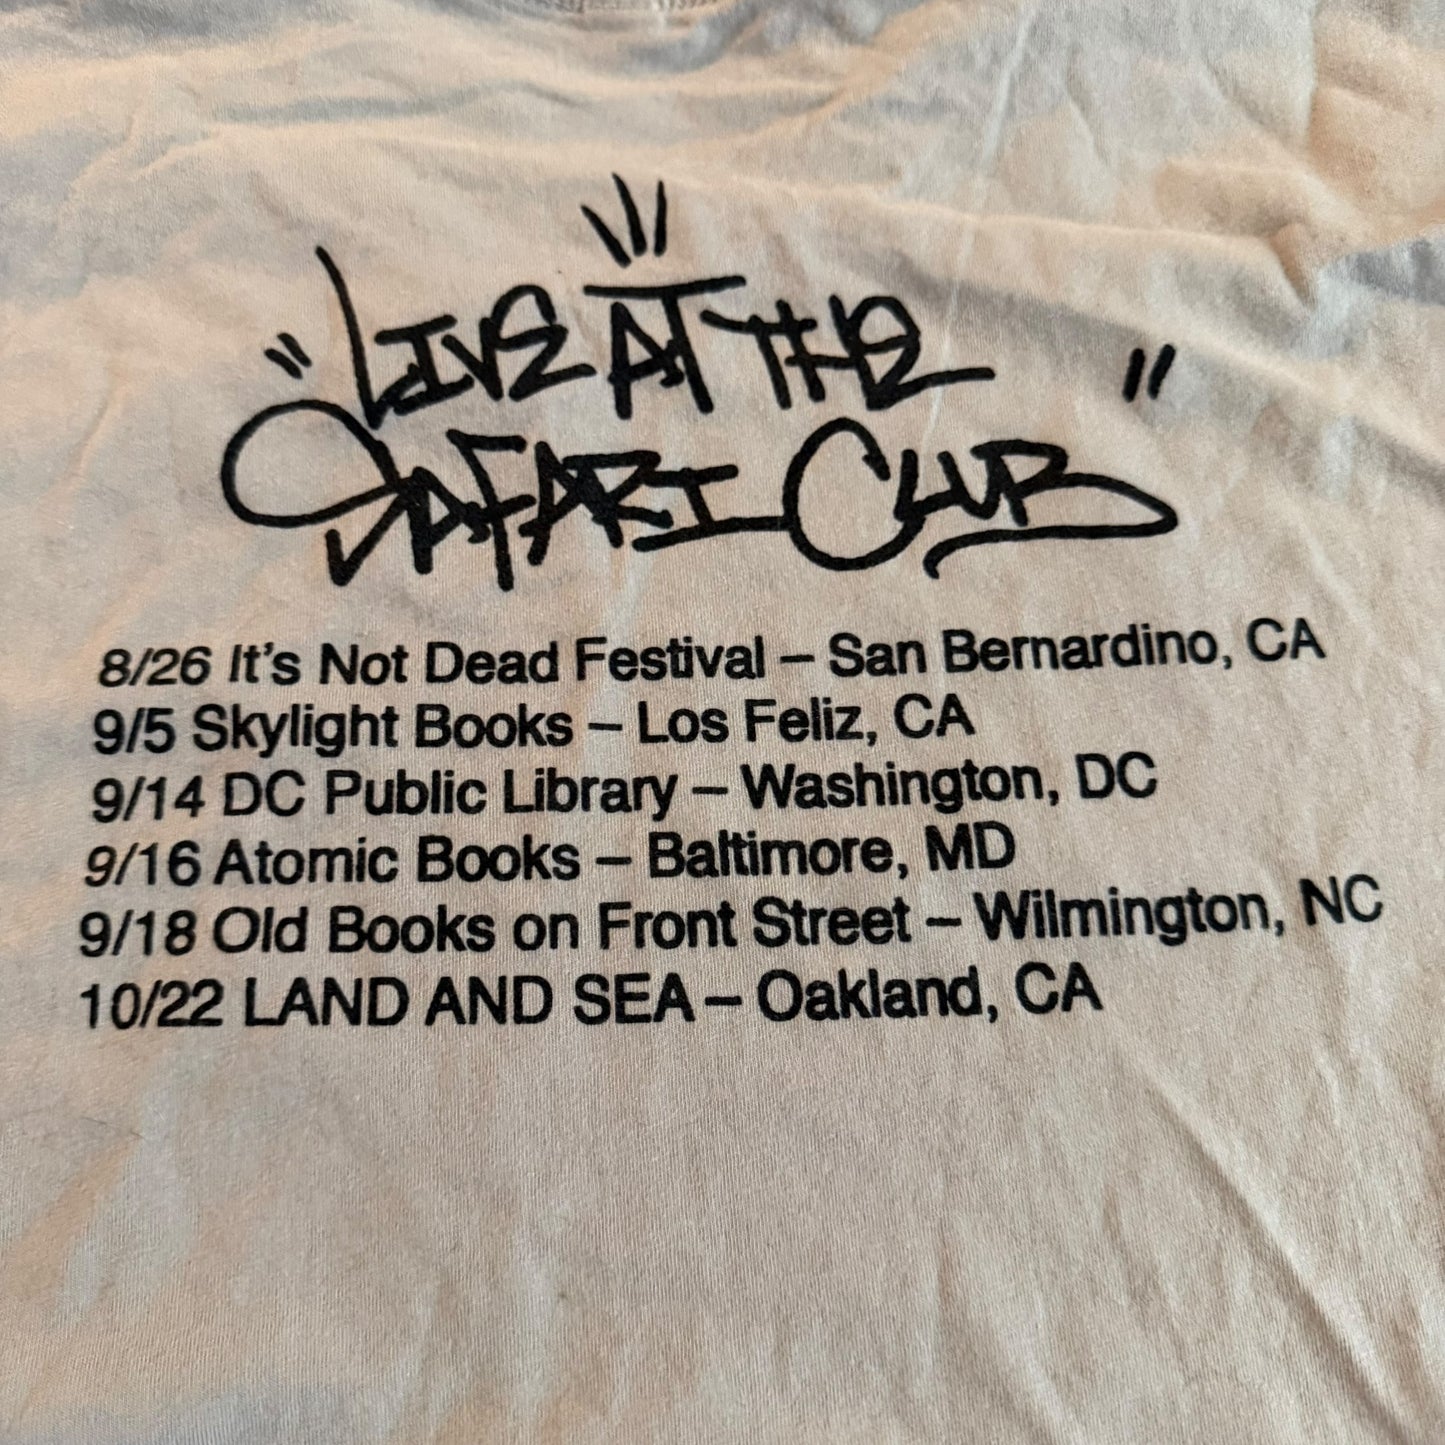 "LIVE AT THE
SAFARI CLUB"
8/26 It's Not Dead Festival – San Bernardino, CA
9/5 Skylight Books – Los Feliz, CA
9/14 DC Public Library – Washington, DC
9/16 Atomic Books – Baltimore, MD
9/18 Old Books on Front Street – Wilmington, NC
10/22 LAND AND SEA – Oakland, CA